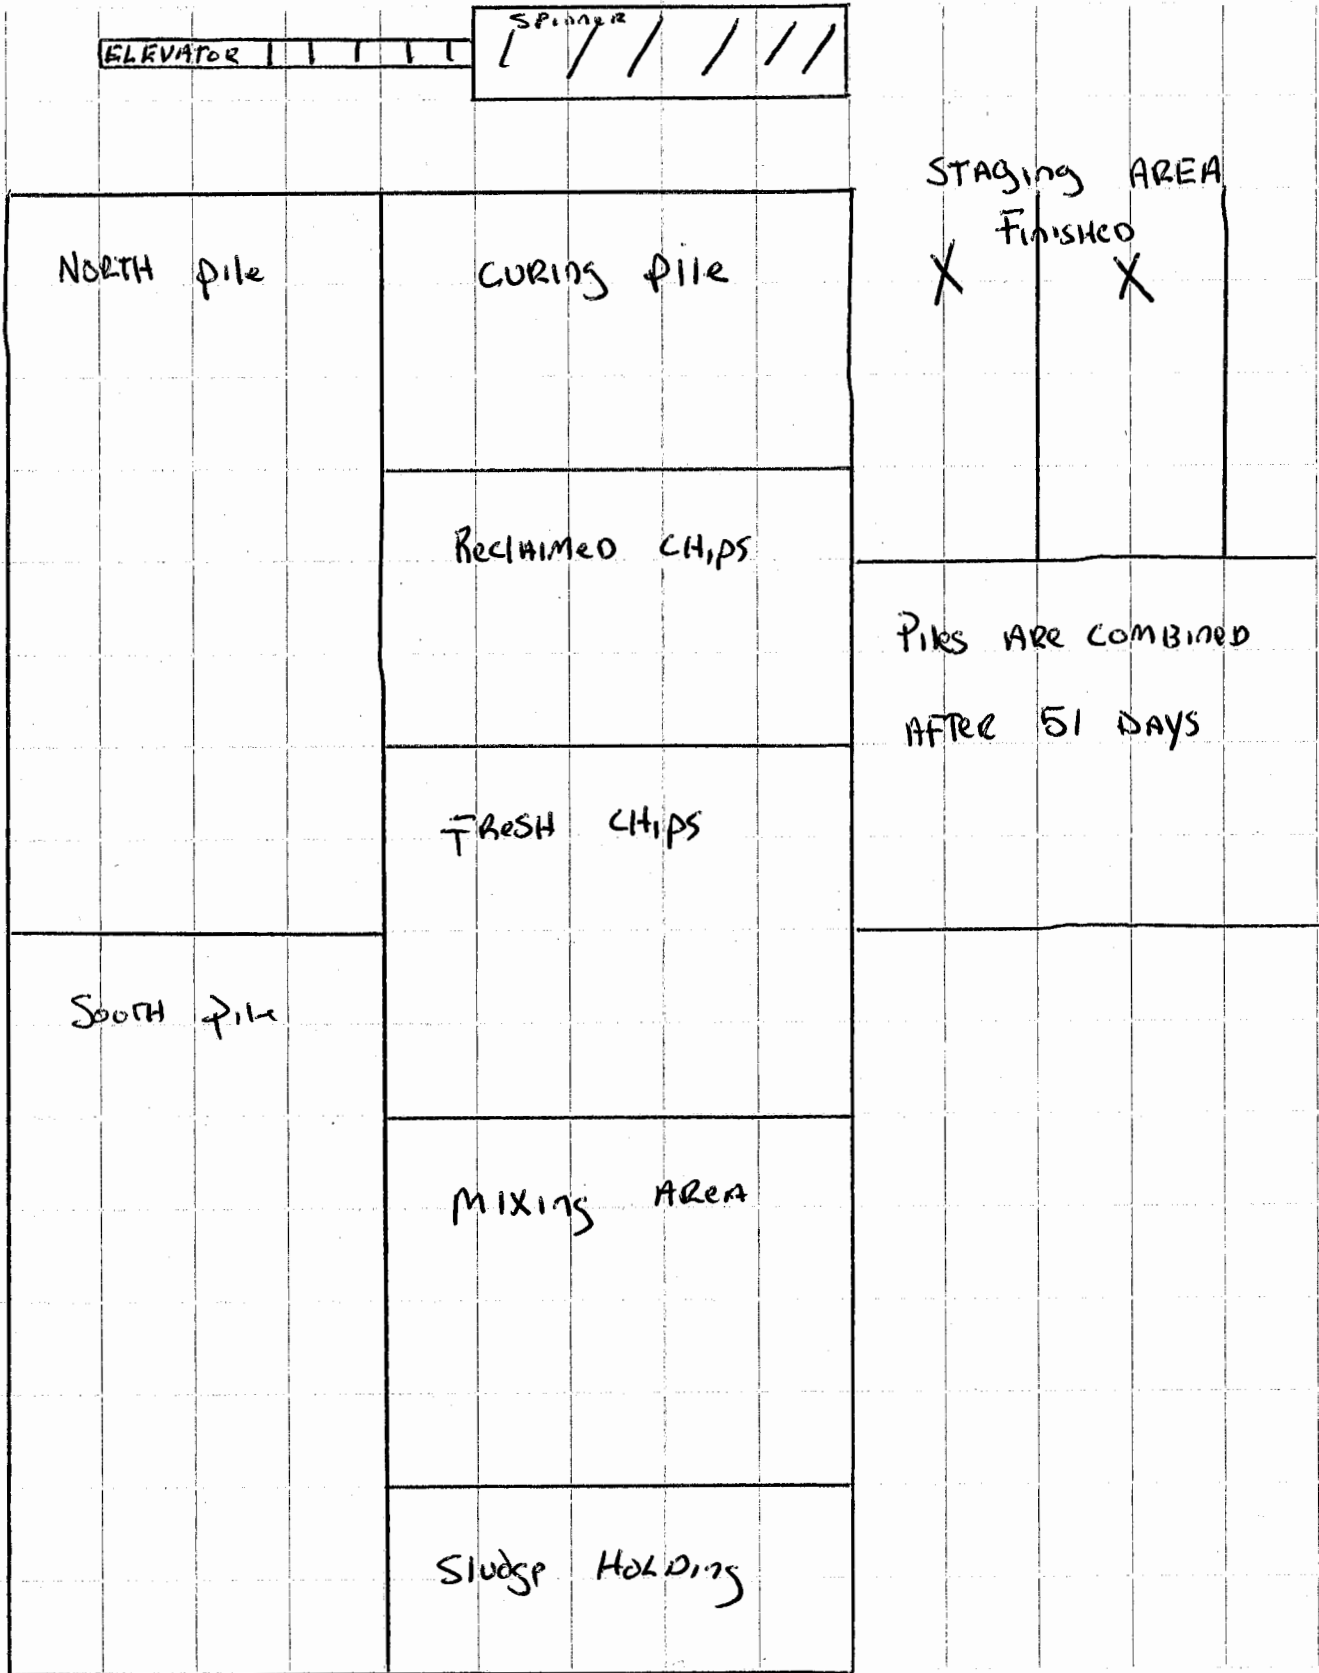 SPinner
ELEVATOR
STAging AREA
FinisHeD
X X
NORTH pile
CURing pile
ReclAIMeD CHips
Piles ARe comBineD
AFTeR 51 DAYS
FReSH CHips
SouTH pile
MIXing AReA
Sludge HoLDing